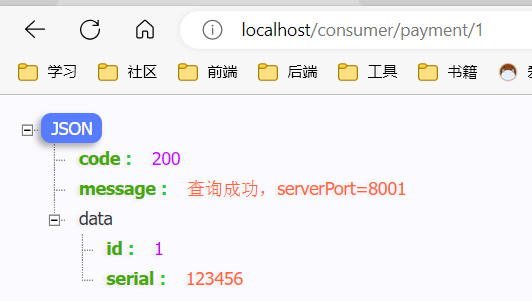 localhost/consumer/payment/1
学习 社区 前端 后端 工具 书籍
JSON
code : 200
message : 查询成功，serverPort=8001
data
id : 1
serial : 123456